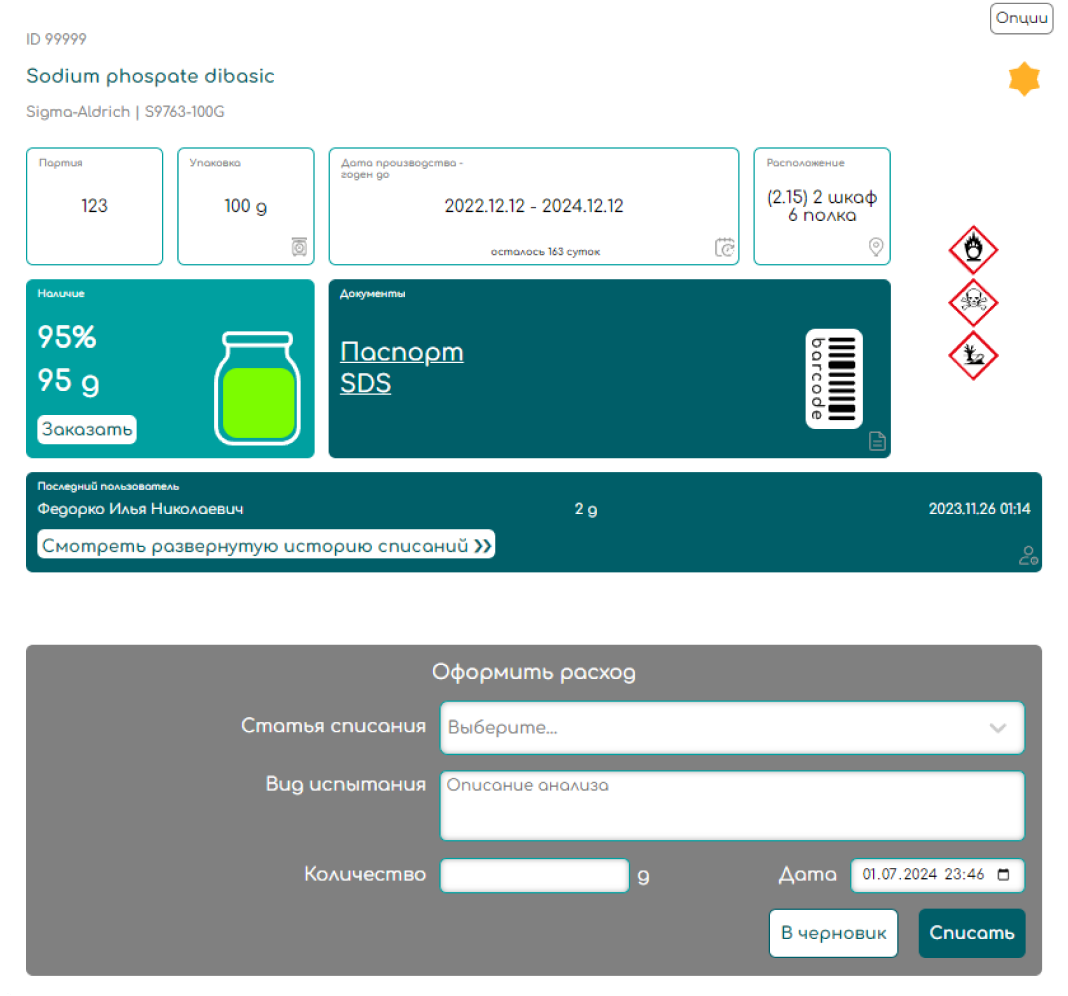 Опции
ID 99999
Sodium phospate dibasic
Sigma-Aldrich | S9763-100G
Партия
123
Упаковка
100 g
Дата производства -
годен до
2022.12.12 - 2024.12.12
осталось 163 суток
Расположение
(2.15) 2 шкаф
6 полка
Наличие
95%
95 g
Заказать
Документы
Паспорт
SDS
barcode
Последний пользователь
Федорко Илья Николаевич
2 g
2023.11.26 01:14
Смотреть развернутую историю списаний ❯❯
Оформить расход
Статья списания
Выберите...
Вид испытания
Описание анализа
Количество
g
Дата
01.07.2024 23:46
В черновик
Списать